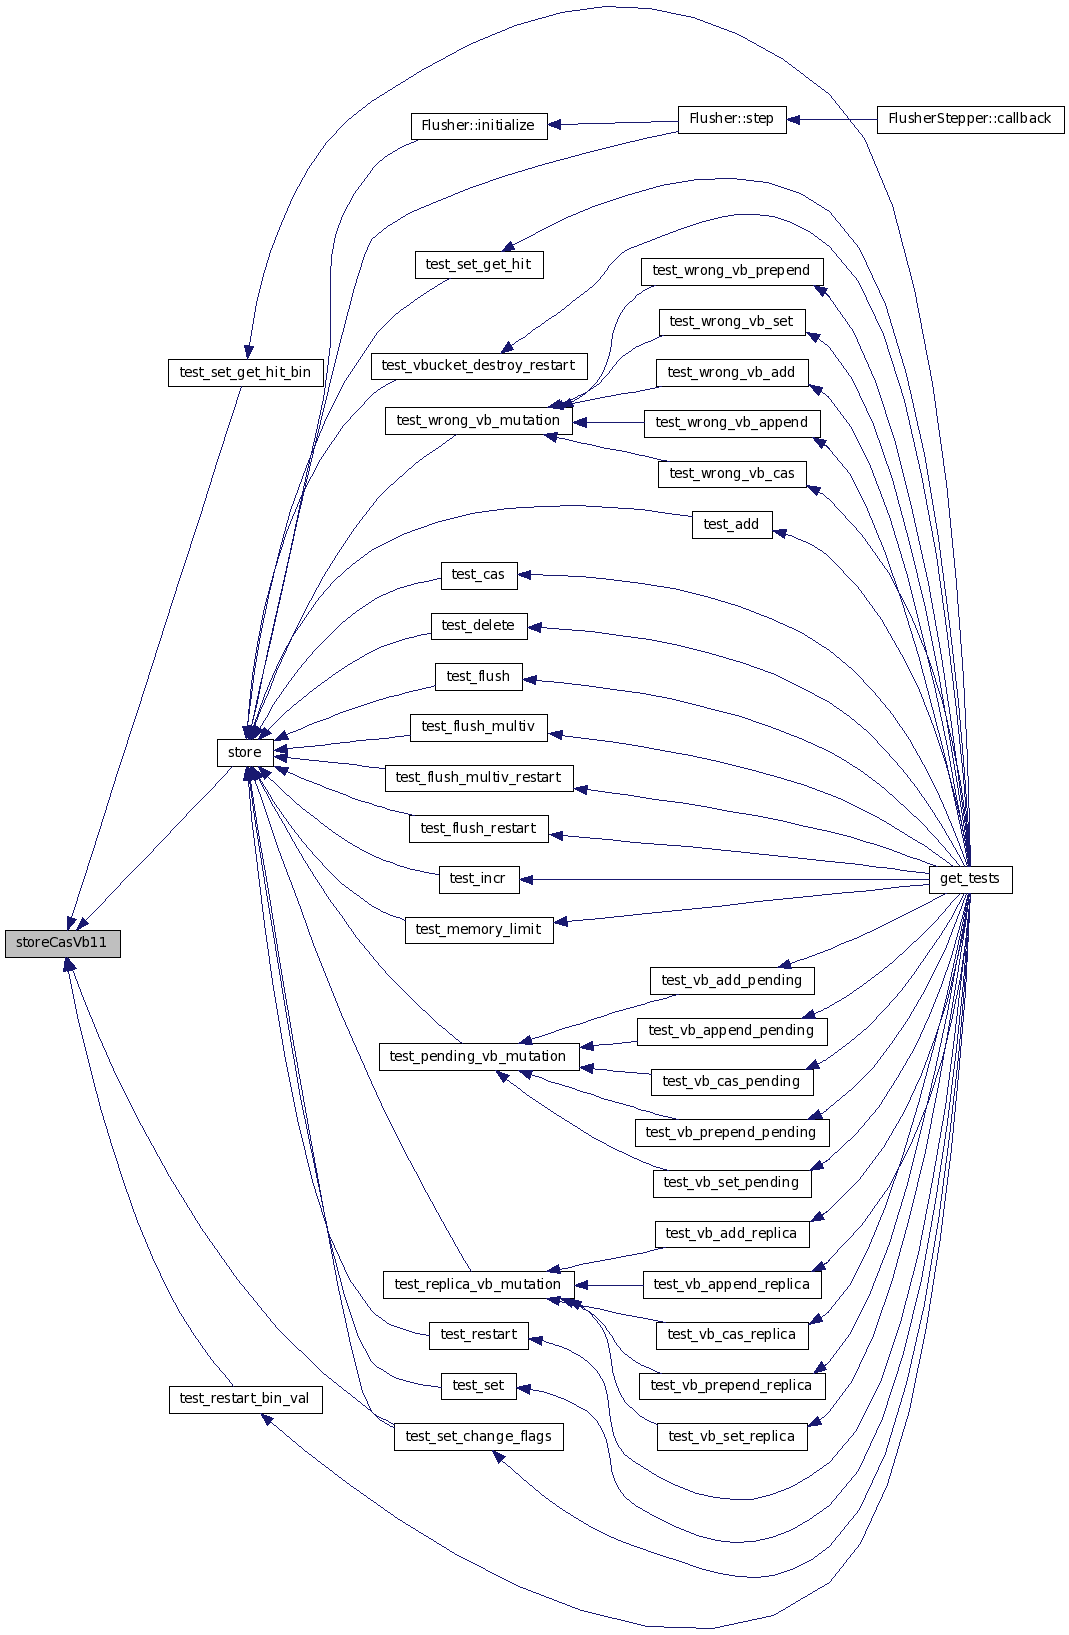 Flusher::initialize
Flusher::step
FlusherStepper::callback
test_set_get_hit
test_wrong_vb_prepend
test_wrong_vb_set
test_set_get_hit_bin
test_vbucket_destroy_restart
test_wrong_vb_add
test_wrong_vb_mutation
test_wrong_vb_append
test_wrong_vb_cas
test_add
test_cas
test_delete
test_flush
test_flush_multiv
store
test_flush_multiv_restart
test_flush_restart
test_incr
get_tests
test_memory_limit
storeCasVb11
test_vb_add_pending
test_vb_append_pending
test_pending_vb_mutation
test_vb_cas_pending
test_vb_prepend_pending
test_vb_set_pending
test_vb_add_replica
test_replica_vb_mutation
test_vb_append_replica
test_restart
test_vb_cas_replica
test_set
test_vb_prepend_replica
test_restart_bin_val
test_set_change_flags
test_vb_set_replica